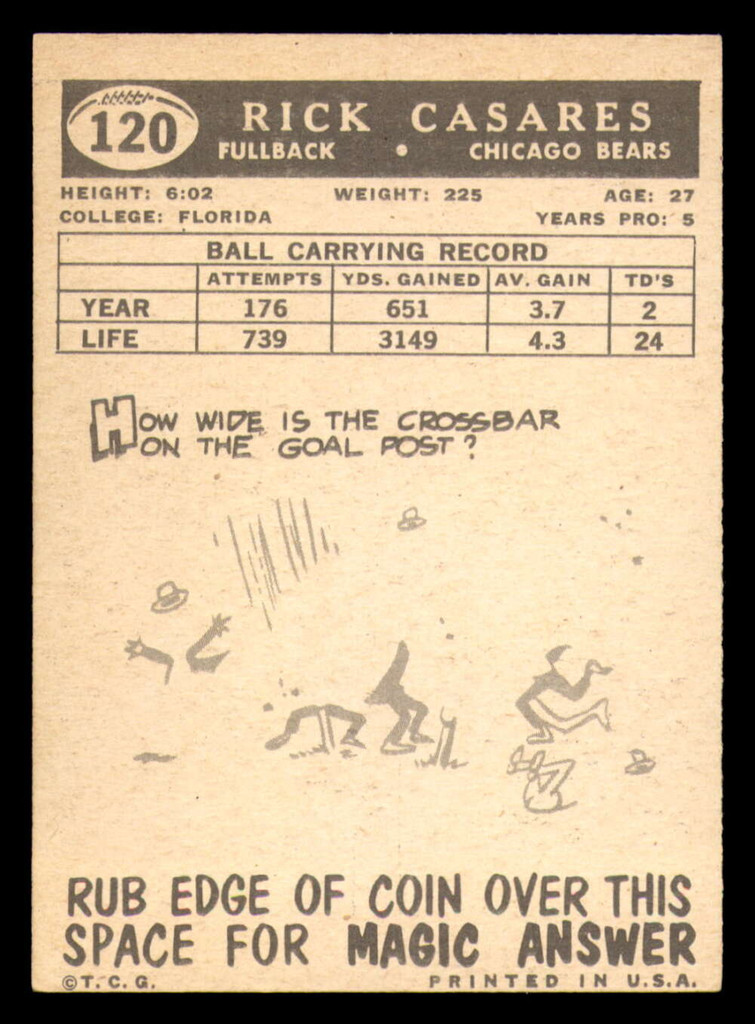 120
RICK CASARES
FULLBACK • CHICAGO BEARS
HEIGHT: 6:02 WEIGHT: 225 AGE: 27
COLLEGE: FLORIDA YEARS PRO: 5
BALL CARRYING RECORD
ATTEMPTS YDS. GAINED AV. GAIN TD'S
YEAR 176 651 3.7 2
LIFE 739 3149 4.3 24
HOW WIDE IS THE CROSSBAR
ON THE GOAL POST?
RUB EDGE OF COIN OVER THIS
SPACE FOR MAGIC ANSWER
©T.C.G. PRINTED IN U.S.A.